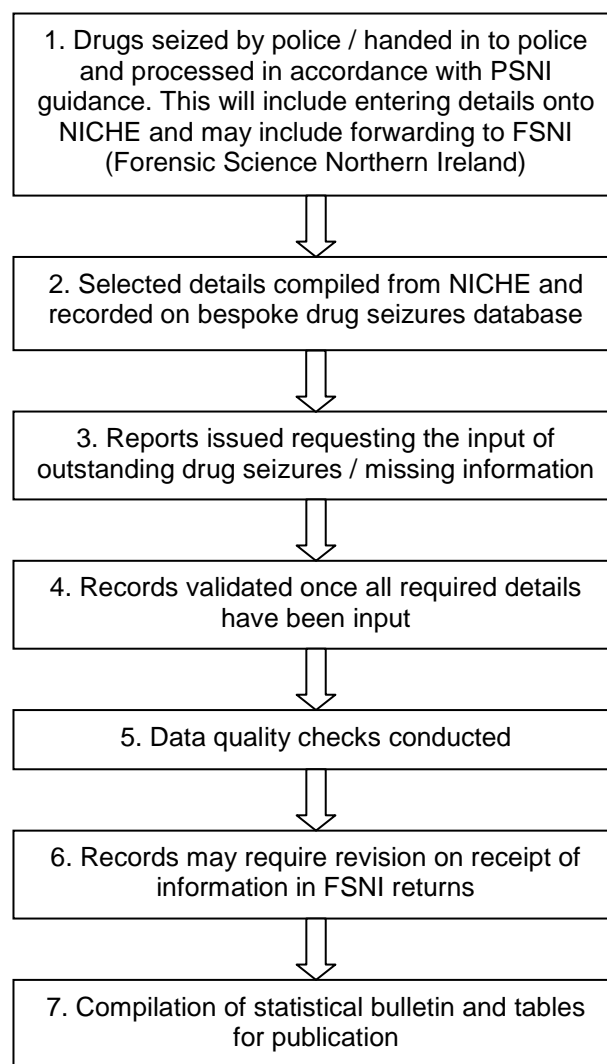 1. Drugs seized by police / handed in to police
and processed in accordance with PSNI
guidance. This will include entering details onto
NICHE and may include forwarding to FSNI
(Forensic Science Northern Ireland)
2. Selected details compiled from NICHE and
recorded on bespoke drug seizures database
3. Reports issued requesting the input of
outstanding drug seizures / missing information
4. Records validated once all required details
have been input
5. Data quality checks conducted
6. Records may require revision on receipt of
information in FSNI returns
7. Compilation of statistical bulletin and tables
for publication